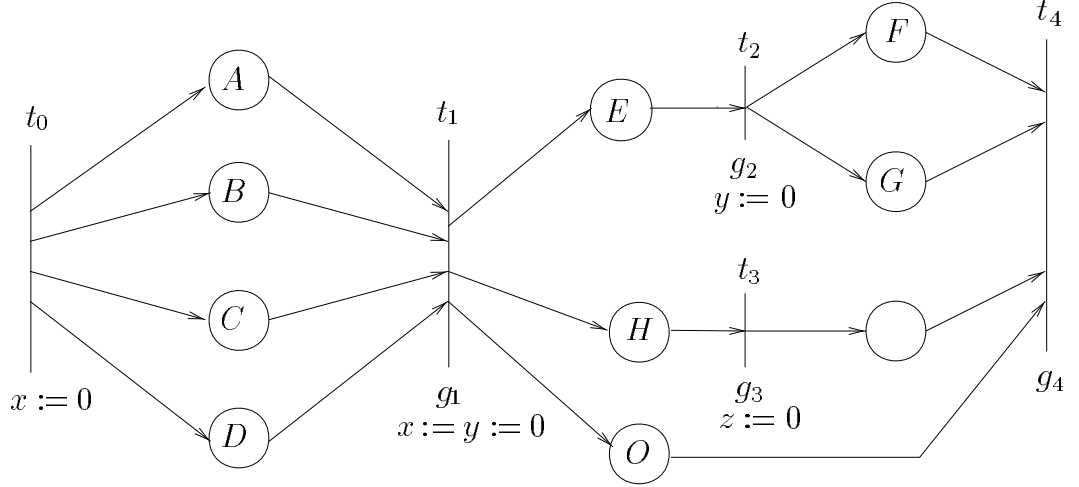 t₀
x := 0
A
B
C
D
t₁
g₁
x := y := 0
E
H
O
t₂
g₂
y := 0
t₃
g₃
z := 0
F
G
t₄
g₄